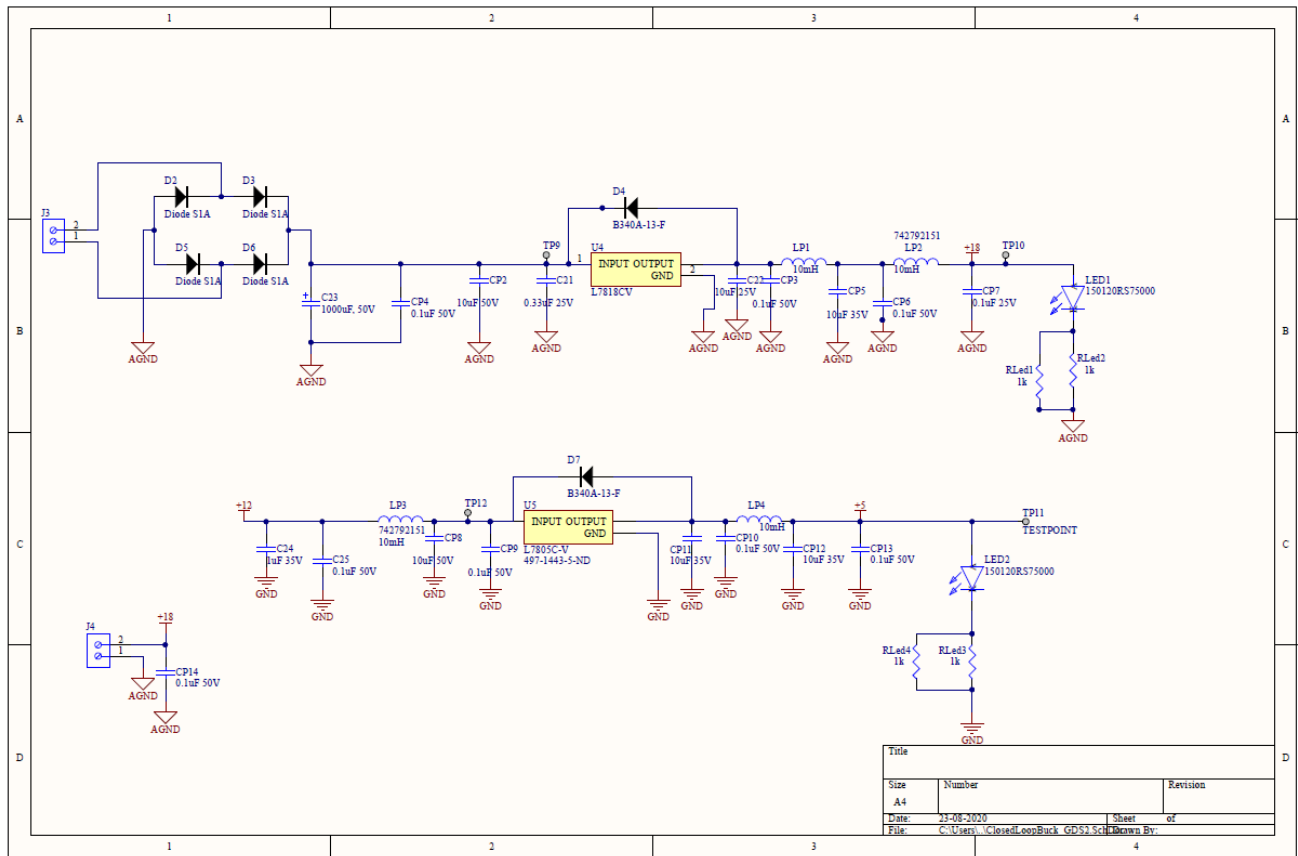 1 2 3 4
A A
B B
C C
D D
J3
2
1
D2
Diode S1A
D3
Diode S1A
D5
Diode S1A
D6
Diode S1A
AGND
+
C23
1000uF, 50V
AGND
CP4
0.1uF 50V
CP2
10uF 50V
AGND
TP9
C21
0.33uF 25V
AGND
D4
B340A-13-F
U4
1
INPUT OUTPUT
GND
2
L7818CV
AGND
C22
10uF 25V
AGND
CP3
0.1uF 50V
AGND
LP1
10mH
CP5
10uF 35V
AGND
742792151
LP2
10mH
CP6
0.1uF 50V
AGND
+18
CP7
0.1uF 25V
AGND
TP10
LED1
150120RS75000
RLed1
1k
RLed2
1k
AGND
+12
C24
1uF 35V
GND
C25
0.1uF 50V
GND
LP3
742792151
10mH
CP8
10uF 50V
GND
TP12
CP9
0.1uF 50V
GND
D7
B340A-13-F
U5
INPUT OUTPUT
GND
L7805C-V
497-1443-5-ND
GND
CP11
10uF 35V
GND
CP10
0.1uF 50V
GND
LP4
10mH
CP12
10uF 35V
GND
+5
CP13
0.1uF 50V
GND
TP11
TESTPOINT
LED2
150120RS75000
RLed4
1k
RLed3
1k
GND
J4
2
1
AGND
+18
CP14
0.1uF 50V
AGND
Title
Size Number Revision
A4
Date: 23-08-2020 Sheet of
File: C:\Users\..\ClosedLoopBuck_GDS2.Sch Drawn By:
1 2 3 4